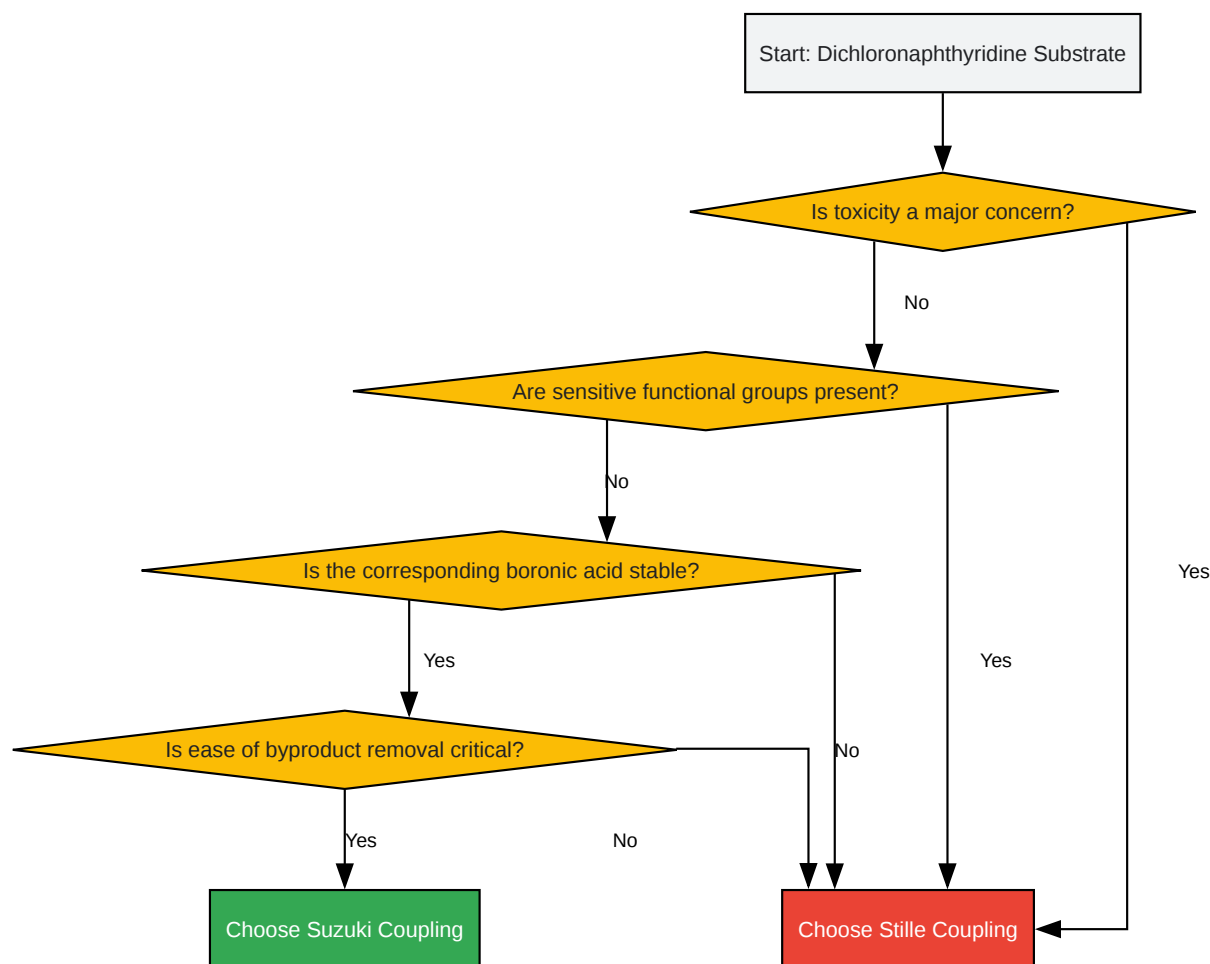 Start: Dichloronaphthyridine Substrate
Is toxicity a major concern?
No
Are sensitive functional groups present?
No
Is the corresponding boronic acid stable?
Yes
Yes
Yes
Is ease of byproduct removal critical?
No
Yes
No
Choose Suzuki Coupling
Choose Stille Coupling